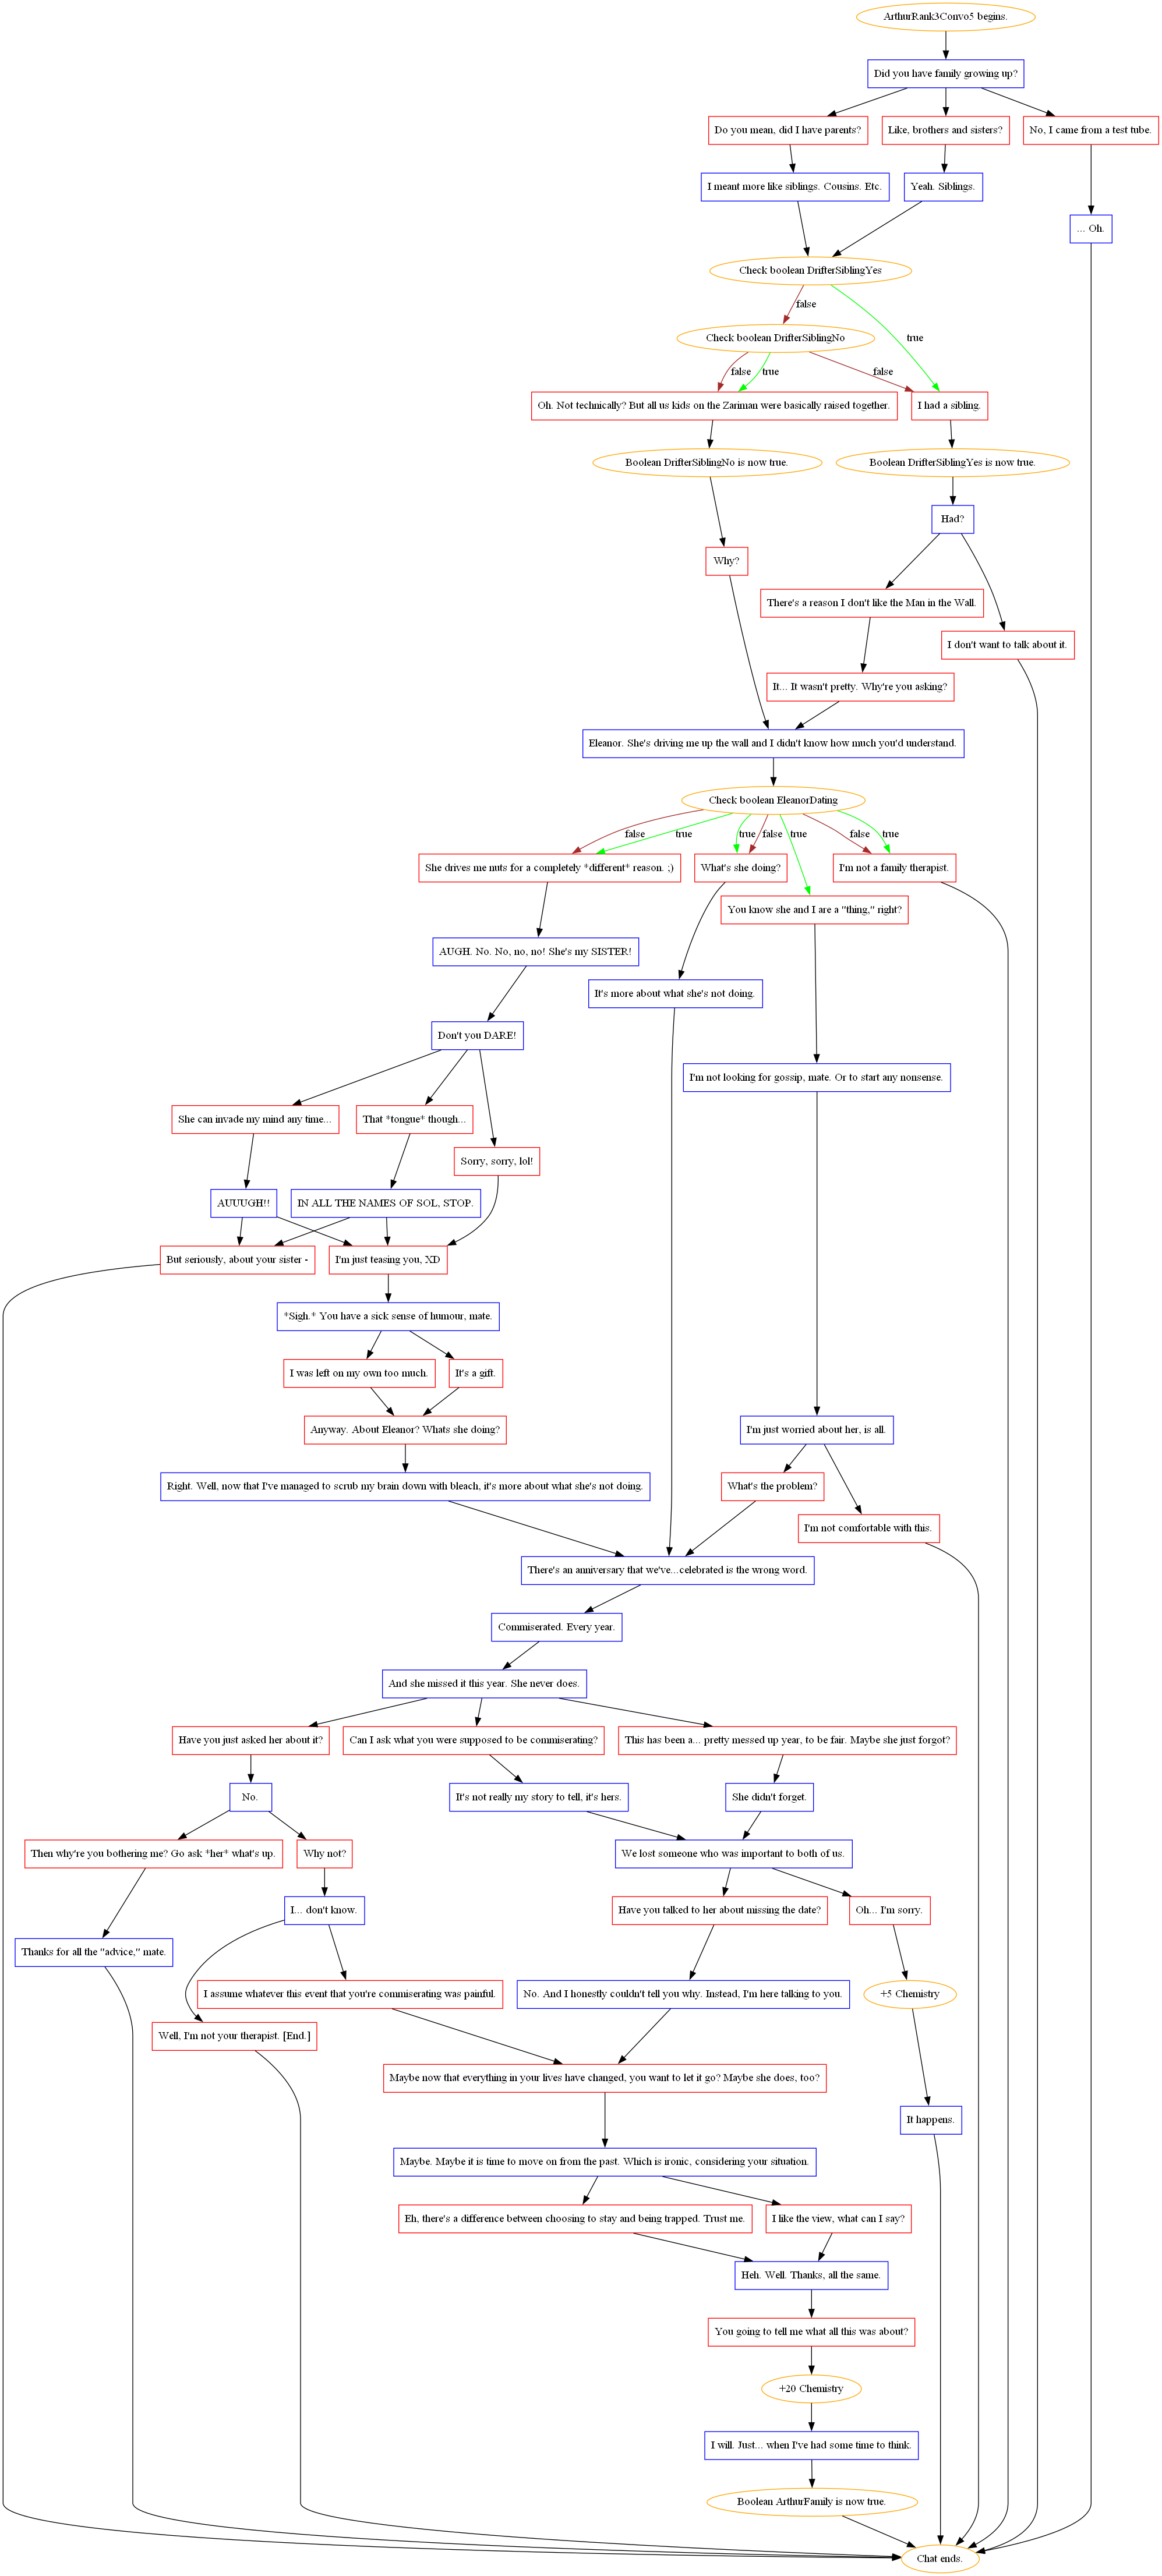 ArthurRank3Convo5 begins.
Did you have family growing up?
Do you mean, did I have parents?
Like, brothers and sisters?
No, I came from a test tube.
I meant more like siblings. Cousins. Etc.
Yeah. Siblings.
... Oh.
Check boolean DrifterSiblingYes
false
true
Check boolean DrifterSiblingNo
false
true
false
Oh. Not technically? But all us kids on the Zariman were basically raised together.
I had a sibling.
Boolean DrifterSiblingNo is now true.
Boolean DrifterSiblingYes is now true.
Had?
Why?
There's a reason I don't like the Man in the Wall.
I don't want to talk about it.
It... It wasn't pretty. Why're you asking?
Eleanor. She's driving me up the wall and I didn't know how much you'd understand.
Check boolean EleanorDating
false
true
true
false
true
false
true
She drives me nuts for a completely *different* reason. ;)
What's she doing?
I'm not a family therapist.
You know she and I are a "thing," right?
AUGH. No. No, no, no! She's my SISTER!
It's more about what she's not doing.
Don't you DARE!
I'm not looking for gossip, mate. Or to start any nonsense.
She can invade my mind any time...
That *tongue* though...
Sorry, sorry, lol!
AUUUGH!!
IN ALL THE NAMES OF SOL, STOP.
But seriously, about your sister -
I'm just teasing you, XD
*Sigh.* You have a sick sense of humour, mate.
I was left on my own too much.
It's a gift.
Anyway. About Eleanor? Whats she doing?
I'm just worried about her, is all.
Right. Well, now that I've managed to scrub my brain down with bleach, it's more about what she's not doing.
What's the problem?
I'm not comfortable with this.
There's an anniversary that we've...celebrated is the wrong word.
Commiserated. Every year.
And she missed it this year. She never does.
Have you just asked her about it?
Can I ask what you were supposed to be commiserating?
This has been a... pretty messed up year, to be fair. Maybe she just forgot?
No.
It's not really my story to tell, it's hers.
She didn't forget.
Then why're you bothering me? Go ask *her* what's up.
Why not?
We lost someone who was important to both of us.
I... don't know.
Have you talked to her about missing the date?
Oh... I'm sorry.
Thanks for all the "advice," mate.
I assume whatever this event that you're commiserating was painful.
No. And I honestly couldn't tell you why. Instead, I'm here talking to you.
+5 Chemistry
Well, I'm not your therapist. [End.]
Maybe now that everything in your lives have changed, you want to let it go? Maybe she does, too?
It happens.
Maybe. Maybe it is time to move on from the past. Which is ironic, considering your situation.
Eh, there's a difference between choosing to stay and being trapped. Trust me.
I like the view, what can I say?
Heh. Well. Thanks, all the same.
You going to tell me what all this was about?
+20 Chemistry
I will. Just... when I've had some time to think.
Boolean ArthurFamily is now true.
Chat ends.